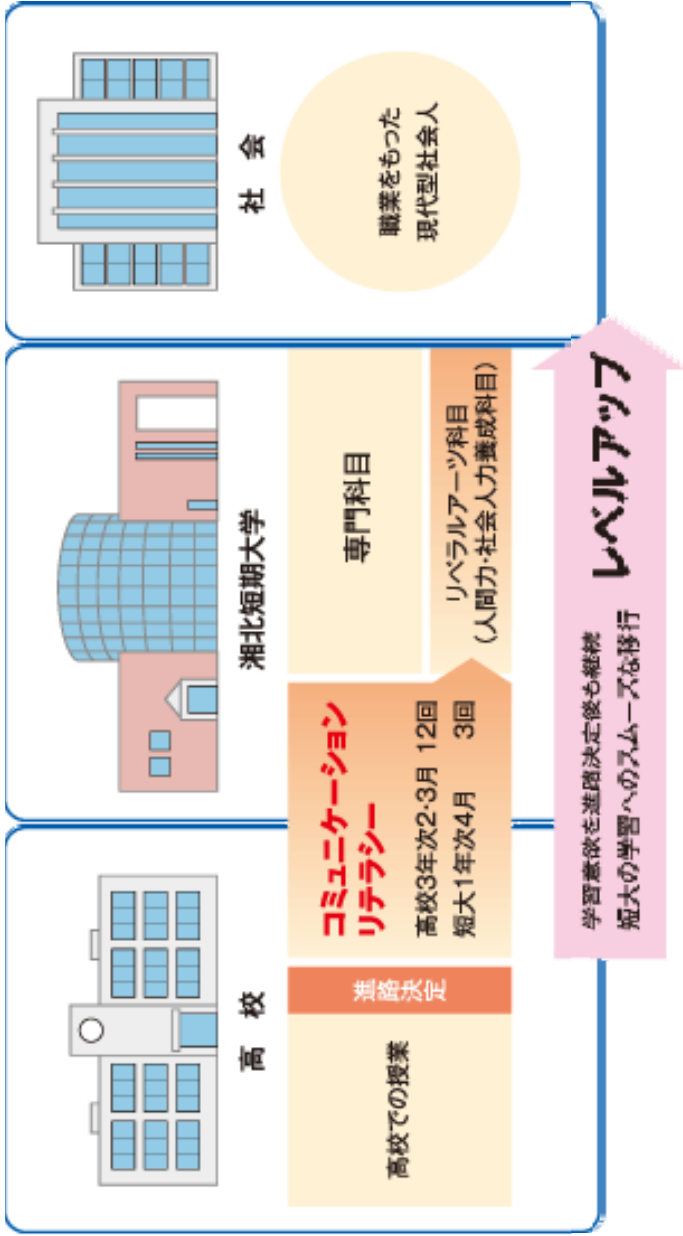 高校
高校での授業
進路決定
コミュニケーション
リテラシー
高校3年次2・3月 12回
短大1年次4月 3回
湘北短期大学
専門科目
リベラルアーツ科目
(人間力・社会人力養成科目)
社会
職業をもった
現代型社会人
学習意欲を進路決定後も継続
短大の学習へのスムーズな移行
レベルアップ